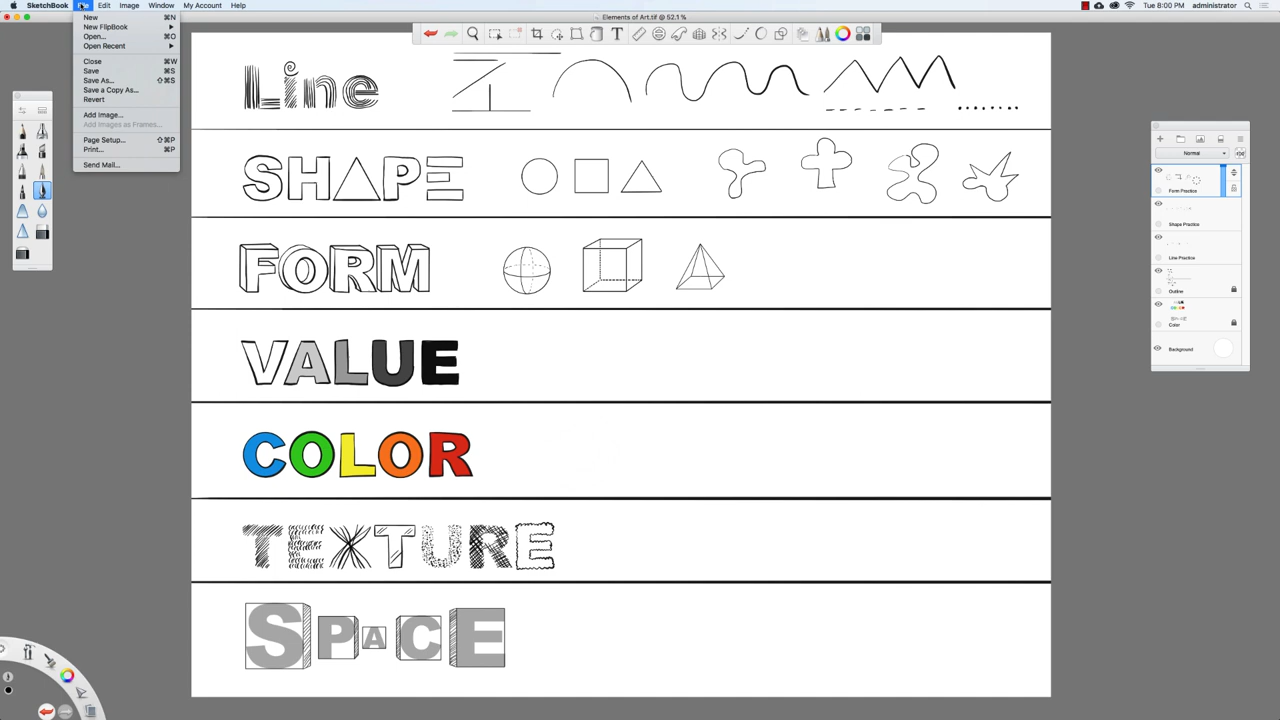 SketchBook File Edit Image Window My Account Help
Tue 8:00 PM administrator
Elements of Art.tif @ 52.1 %
New ⌘N
New FlipBook
Open... ⌘O
Open Recent
Close ⌘W
Save ⌘S
Save As... ⇧⌘S
Save a Copy As...
Revert
Add Image...
Add Images as Frames...
Page Setup... ⇧⌘P
Print... ⌘P
Send Mail...
Line
SHAPE
FORM
VALUE
COLOR
TEXTURE
SPACE
Normal
Form Practice
Shape Practice
Line Practice
Outline
Color
Background